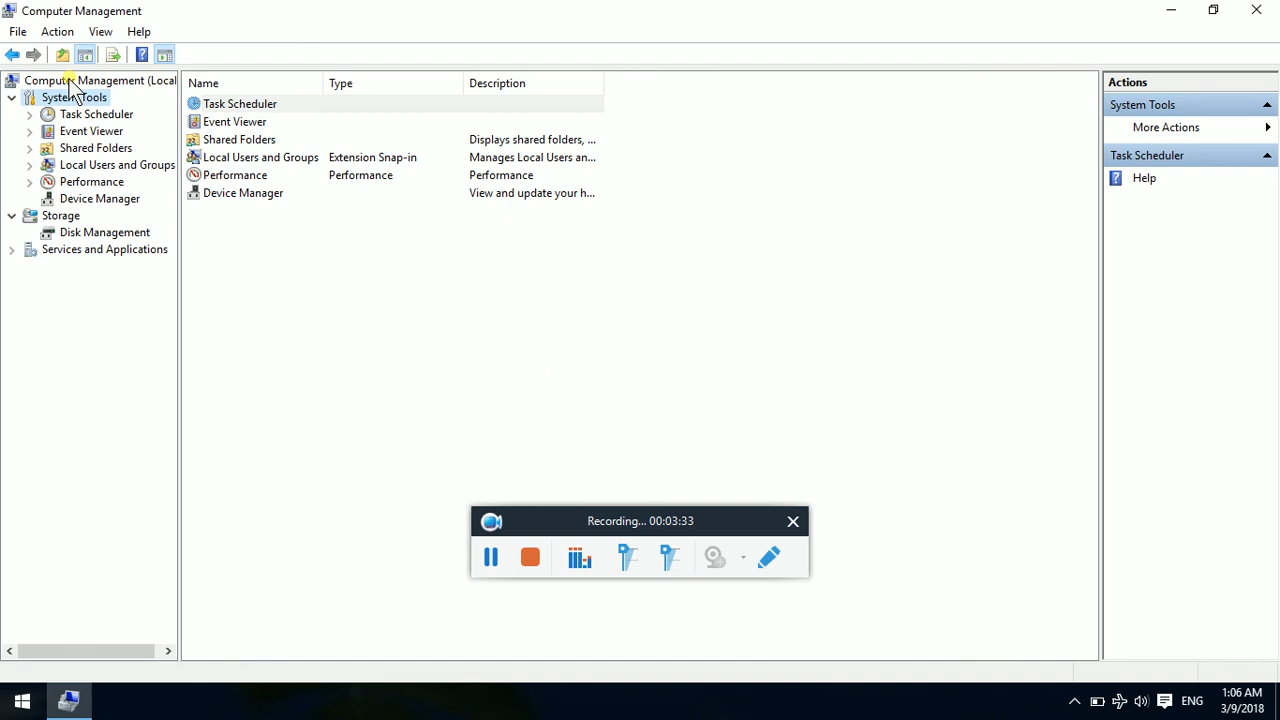 Computer Management
File Action View Help
Computer Management (Local
System Tools
Task Scheduler
Event Viewer
Shared Folders
Local Users and Groups
Performance
Device Manager
Storage
Disk Management
Services and Applications
Name Type Description
Task Scheduler
Event Viewer
Shared Folders Displays shared folders, ...
Local Users and Groups Extension Snap-in Manages Local Users an...
Performance Performance Performance
Device Manager View and update your h...
Actions
System Tools
More Actions
Task Scheduler
Help
Recording... 00:03:33
ENG
1:06 AM
3/9/2018